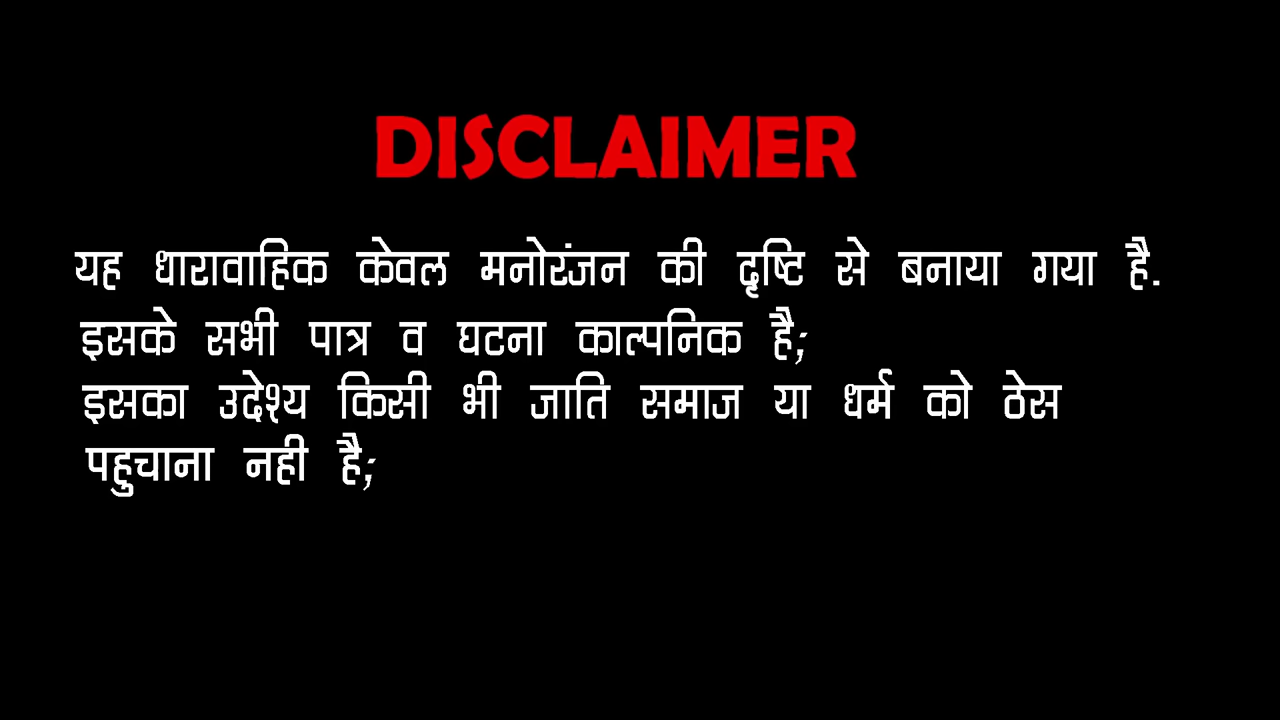 DISCLAIMER
यह धारावाहिक केवल मनोरंजन की दृष्टि से बनाया गया है.
इसके सभी पात्र व घटना काल्पनिक है;
इसका उदेश्य किसी भी जाति समाज या धर्म को ठेस
पहुचाना नही है;